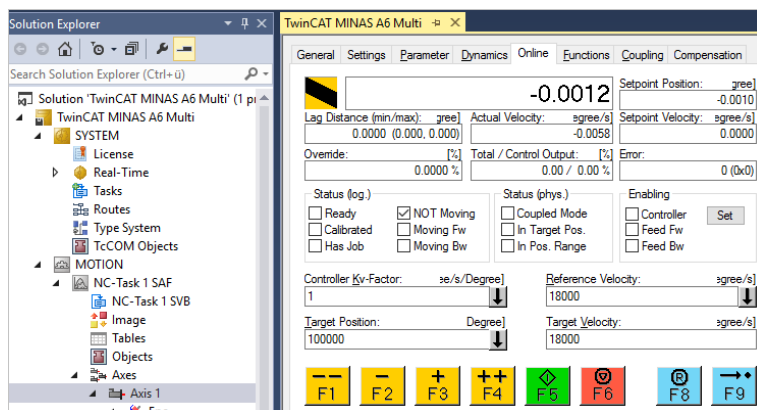 Solution Explorer
TwinCAT MINAS A6 Multi
General Settings Parameter Dynamics Online Functions Coupling Compensation
Search Solution Explorer (Ctrl+ü)
Solution 'TwinCAT MINAS A6 Multi' (1 pr
TwinCAT MINAS A6 Multi
SYSTEM
License
Real-Time
Tasks
Routes
Type System
TcCOM Objects
MOTION
NC-Task 1 SAF
NC-Task 1 SVB
Image
Tables
Objects
Axes
Axis 1
-0.0012
Setpoint Position: gree]
-0.0010
Lag Distance (min/max): gree] Actual Velocity: egree/s] Setpoint Velocity: egree/s]
0.0000 (0.000, 0.000) -0.0058 0.0000
Override: [%] Total / Control Output: [%] Error:
0.0000 % 0.00 / 0.00 % 0 (0x0)
Status (log.) Status (phys.) Enabling
Ready NOT Moving Coupled Mode Controller Set
Calibrated Moving Fw In Target Pos. Feed Fw
Has Job Moving Bw In Pos. Range Feed Bw
Controller Kv-Factor: ee/s/Degree] Reference Velocity: egree/s]
1 18000
Target Position: Degree] Target Velocity: egree/s]
100000 18000
-- - + ++ R
F1 F2 F3 F4 F5 F6 F8 F9